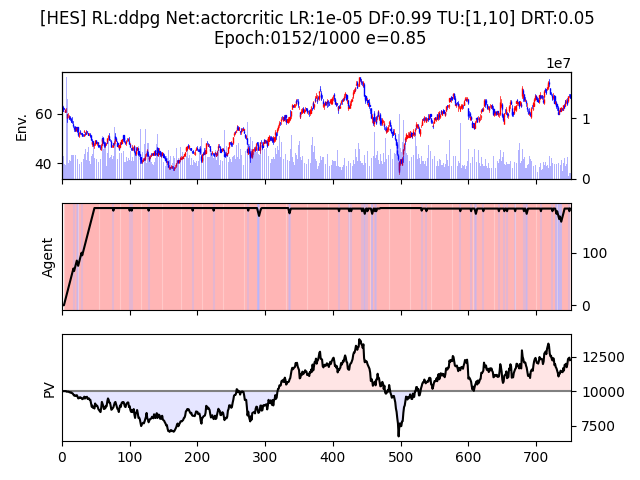 [HES] RL:ddpg Net:actorcritic LR:1e-05 DF:0.99 TU:[1,10] DRT:0.05
Epoch:0152/1000 e=0.85
1e7
Env.
60
40
1
0
Agent
100
0
PV
12500
10000
7500
0 100 200 300 400 500 600 700